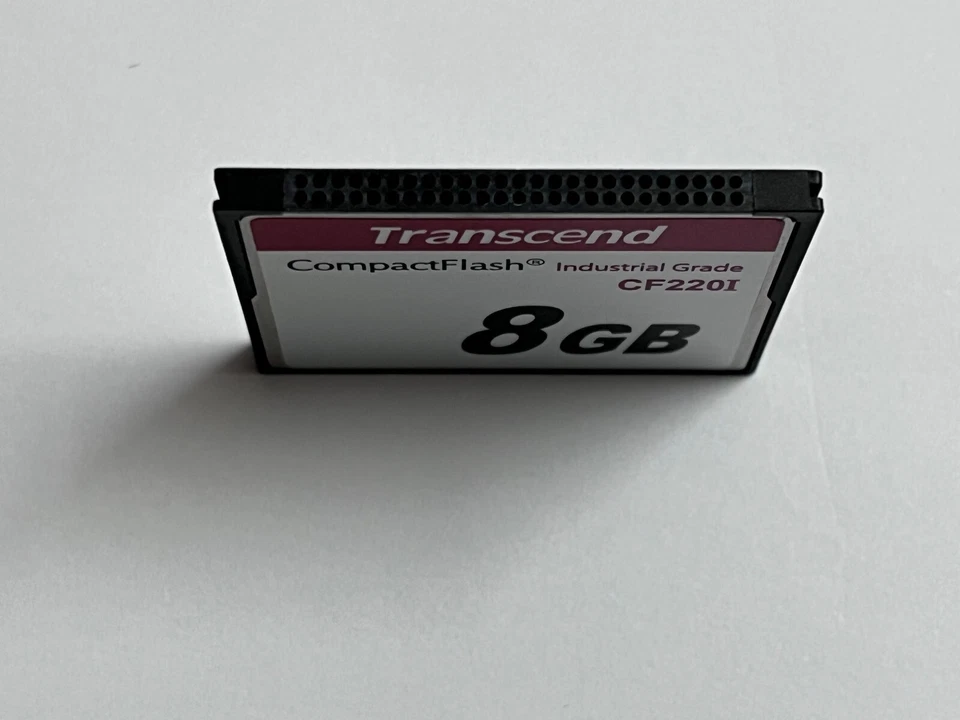 Transcend
CompactFlash® Industrial Grade
CF220I
8GB